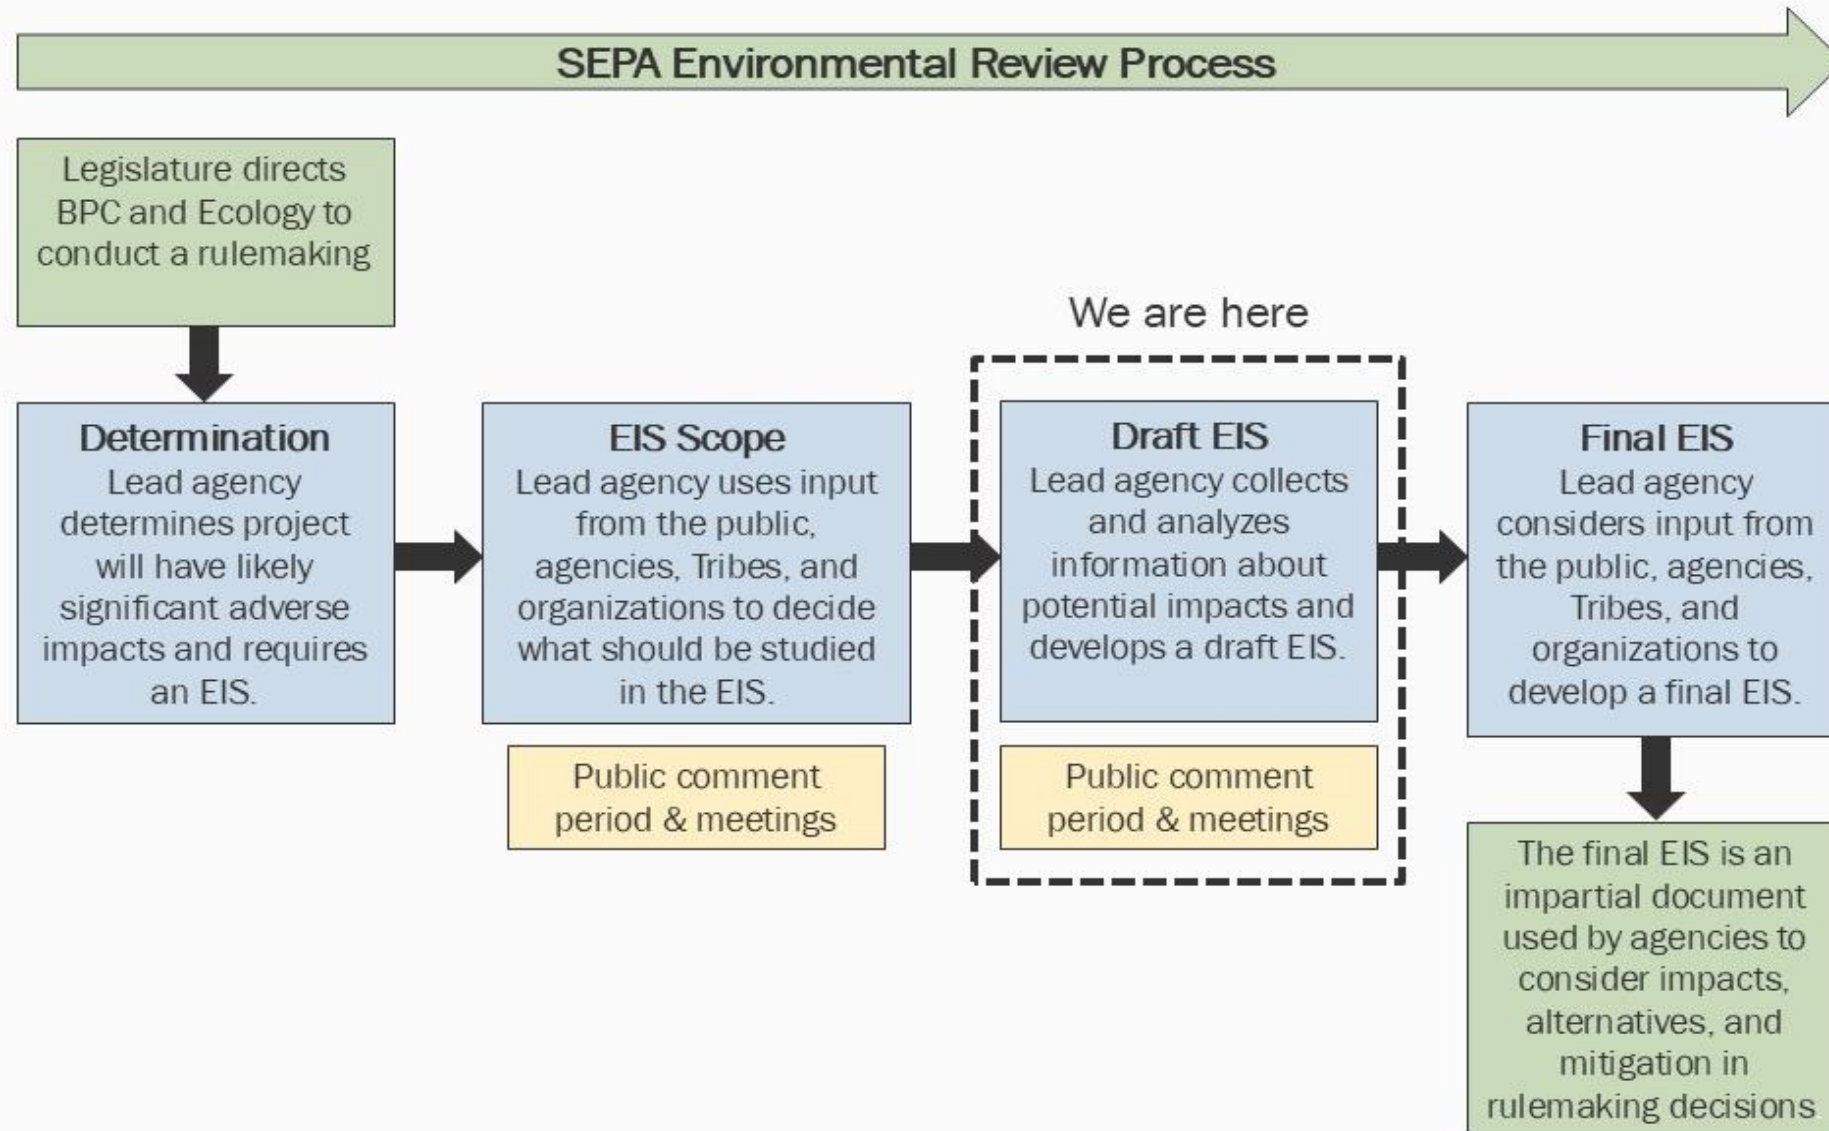 SEPA Environmental Review Process
Legislature directs
BPC and Ecology to
conduct a rulemaking
We are here
Determination
Lead agency
determines project
will have likely
significant adverse
impacts and requires
an EIS.
EIS Scope
Lead agency uses input
from the public,
agencies, Tribes, and
organizations to decide
what should be studied
in the EIS.
Public comment
period & meetings
Draft EIS
Lead agency collects
and analyzes
information about
potential impacts and
develops a draft EIS.
Public comment
period & meetings
Final EIS
Lead agency
considers input from
the public, agencies,
Tribes, and
organizations to
develop a final EIS.
The final EIS is an
impartial document
used by agencies to
consider impacts,
alternatives, and
mitigation in
rulemaking decisions